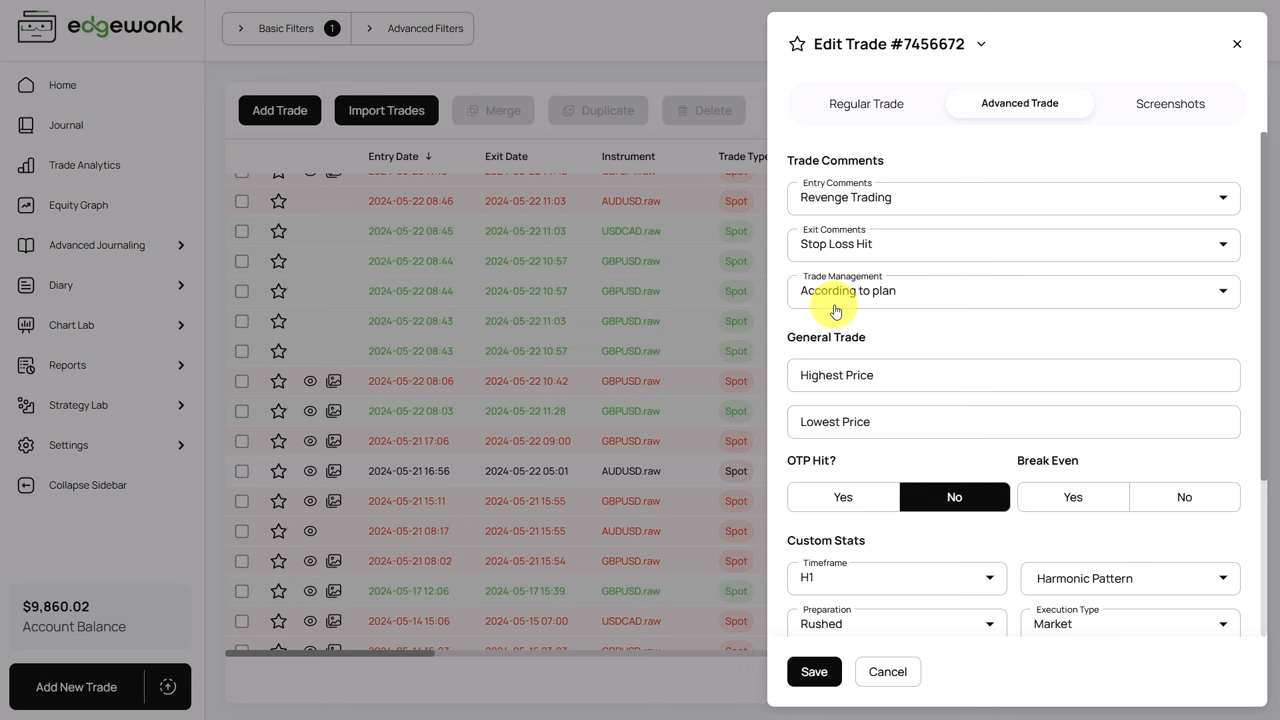 edgewonk
Home
Journal
Trade Analytics
Equity Graph
Advanced Journaling
Diary
Chart Lab
Reports
Strategy Lab
Settings
Collapse Sidebar
$9,860.02
Account Balance
Add New Trade
Basic Filters 1
Advanced Filters
Add Trade
Import Trades
Merge
Duplicate
Delete
Entry Date Exit Date Instrument Trade Type
2024-05-22 08:46 2024-05-22 11:03 AUDUSD.raw Spot
2024-05-22 08:45 2024-05-22 11:03 USDCAD.raw Spot
2024-05-22 08:44 2024-05-22 10:57 GBPUSD.raw Spot
2024-05-22 08:44 2024-05-22 10:57 GBPUSD.raw Spot
2024-05-22 08:43 2024-05-22 11:03 GBPUSD.raw Spot
2024-05-22 08:43 2024-05-22 10:57 GBPUSD.raw Spot
2024-05-22 08:06 2024-05-22 10:42 GBPUSD.raw Spot
2024-05-22 08:03 2024-05-22 11:28 GBPUSD.raw Spot
2024-05-21 17:06 2024-05-22 09:00 GBPUSD.raw Spot
2024-05-21 16:56 2024-05-22 05:01 AUDUSD.raw Spot
2024-05-21 15:11 2024-05-21 15:55 GBPUSD.raw Spot
2024-05-21 08:17 2024-05-21 15:55 AUDUSD.raw Spot
2024-05-21 08:02 2024-05-21 15:54 GBPUSD.raw Spot
2024-05-17 12:06 2024-05-17 15:39 GBPUSD.raw Spot
2024-05-14 15:06 2024-05-15 07:00 USDCAD.raw Spot
Edit Trade #7456672
Regular Trade
Advanced Trade
Screenshots
Trade Comments
Entry Comments
Revenge Trading
Exit Comments
Stop Loss Hit
Trade Management
According to plan
General Trade
Highest Price
Lowest Price
OTP Hit? Break Even
Yes No Yes No
Custom Stats
Timeframe
H1
Harmonic Pattern
Preparation
Rushed
Execution Type
Market
Save
Cancel